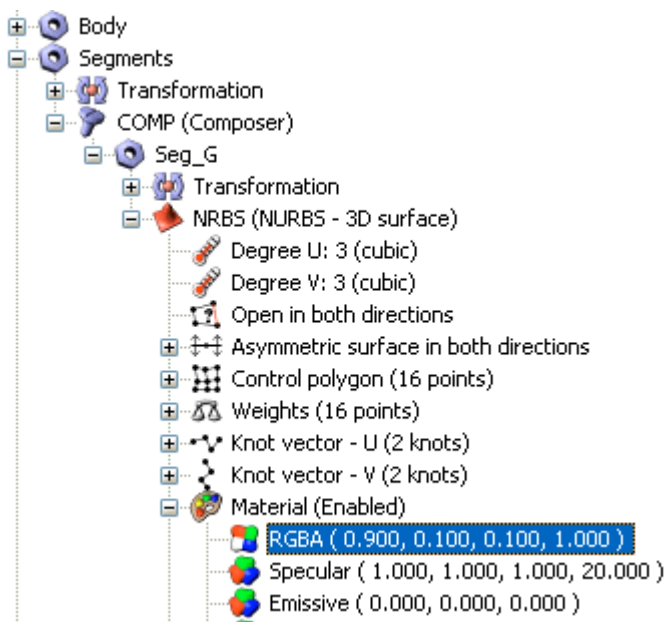 Body
Segments
Transformation
COMP (Composer)
Seg_G
Transformation
NRBS (NURBS - 3D surface)
Degree U: 3 (cubic)
Degree V: 3 (cubic)
Open in both directions
Asymmetric surface in both directions
Control polygon (16 points)
Weights (16 points)
Knot vector - U (2 knots)
Knot vector - V (2 knots)
Material (Enabled)
RGBA ( 0.900, 0.100, 0.100, 1.000 )
Specular ( 1.000, 1.000, 1.000, 20.000 )
Emissive ( 0.000, 0.000, 0.000 )